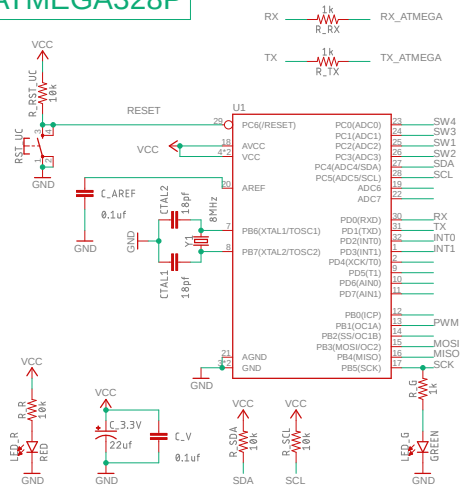 ATMEGA328P
RX 1k RX_ATMEGA
R_RX
TX 1k TX_ATMEGA
R_TX
VCC
R_RST_UC
10k
RESET
RST_UC
3 4
1 2
GND
VCC
C_AREF
0.1uf
GND
CTAL2
18pf
CTAL1
18pf
GND
Y1
8MHz
U1
29 PC6(/RESET)
18 AVCC
4*2 VCC
20 AREF
7 PB6(XTAL1/TOSC1)
8 PB7(XTAL2/TOSC2)
21 AGND
3*2 GND
GND
PC0(ADC0) 23 SW4
PC1(ADC1) 24 SW3
PC2(ADC2) 25 SW1
PC3(ADC3) 26 SW2
PC4(ADC4/SDA) 27 SDA
PC5(ADC5/SCL) 28 SCL
ADC6 19
ADC7 22
PD0(RXD) 30 RX
PD1(TXD) 31 TX
PD2(INT0) 32 INT0
PD3(INT1) 1 INT1
PD4(XCK/T0) 2
PD5(T1) 9
PD6(AIN0) 10
PD7(AIN1) 11
PB0(ICP) 12
PB1(OC1A) 13 PWM
PB2(SS/OC1B) 14
PB3(MOSI/OC2) 15 MOSI
PB4(MISO) 16 MISO
PB5(SCK) 17 SCK
VCC
R_R
10k
LED_R
RED
GND
VCC
C_3.3V
22uf
C_V
0.1uf
GND
VCC
R_SDA
10k
SDA
VCC
R_SCL
10k
SCL
R_G
1k
LED_G
GREEN
GND